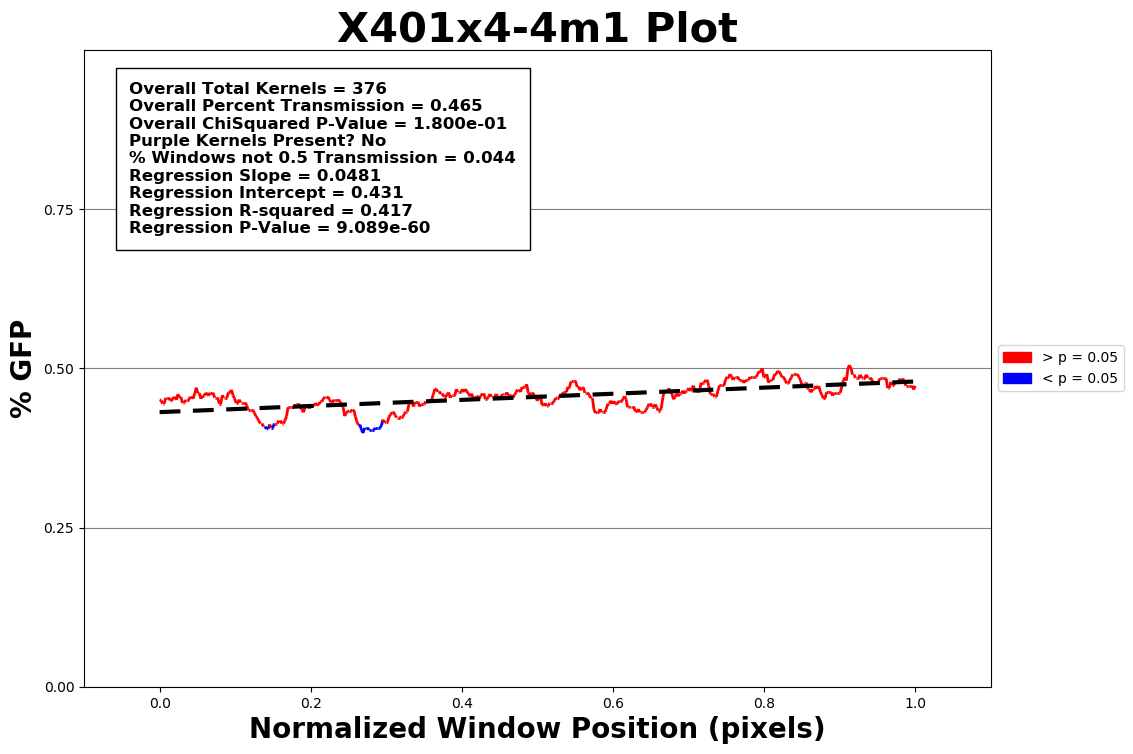 X401x4-4m1 Plot
Overall Total Kernels = 376
Overall Percent Transmission = 0.465
Overall ChiSquared P-Value = 1.800e-01
Purple Kernels Present? No
% Windows not 0.5 Transmission = 0.044
Regression Slope = 0.0481
Regression Intercept = 0.431
Regression R-squared = 0.417
Regression P-Value = 9.089e-60
0.75
0.50
0.25
0.00
% GFP
> p = 0.05
< p = 0.05
0.0 0.2 0.4 0.6 0.8 1.0
Normalized Window Position (pixels)